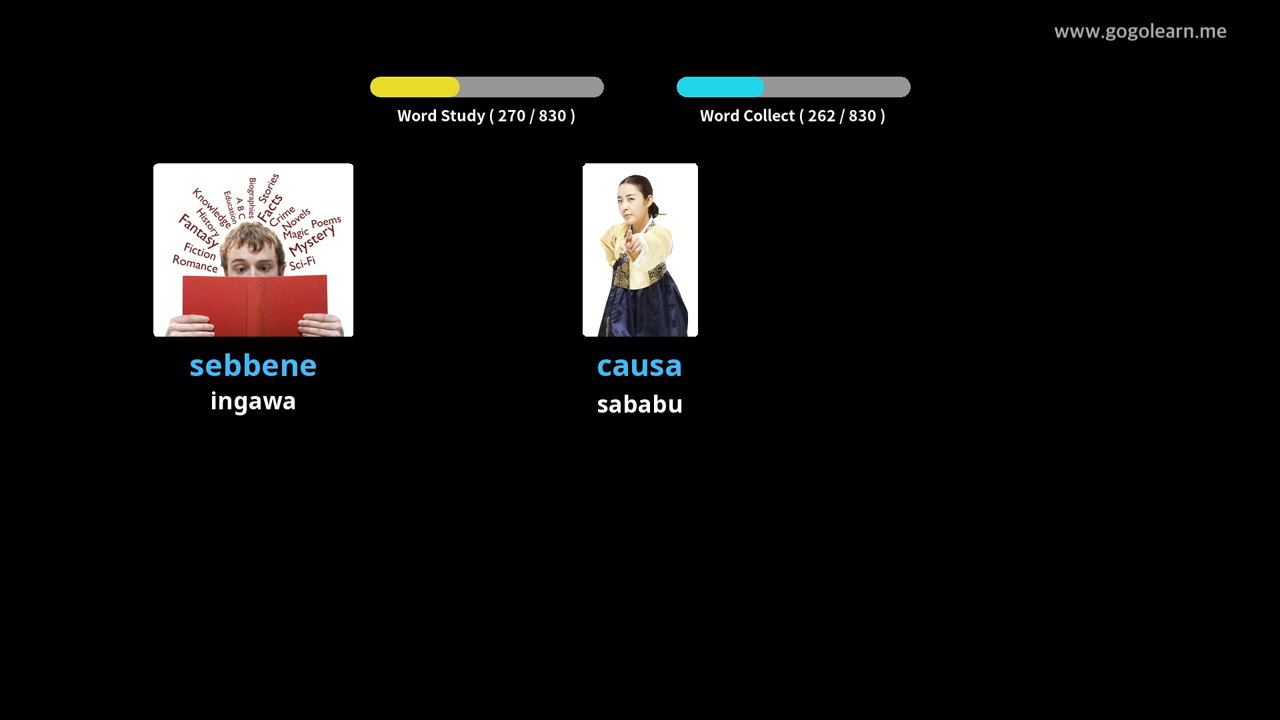 www.gogolearn.me
Word Study ( 270 / 830 )
Word Collect ( 262 / 830 )
Knowledge
History
Fantasy
Fiction
Romance
Education
A B C
Biographies
Stories
Facts
Crime
Novels
Magic
Poems
Mystery
Sci-Fi
sebbene
ingawa
causa
sababu